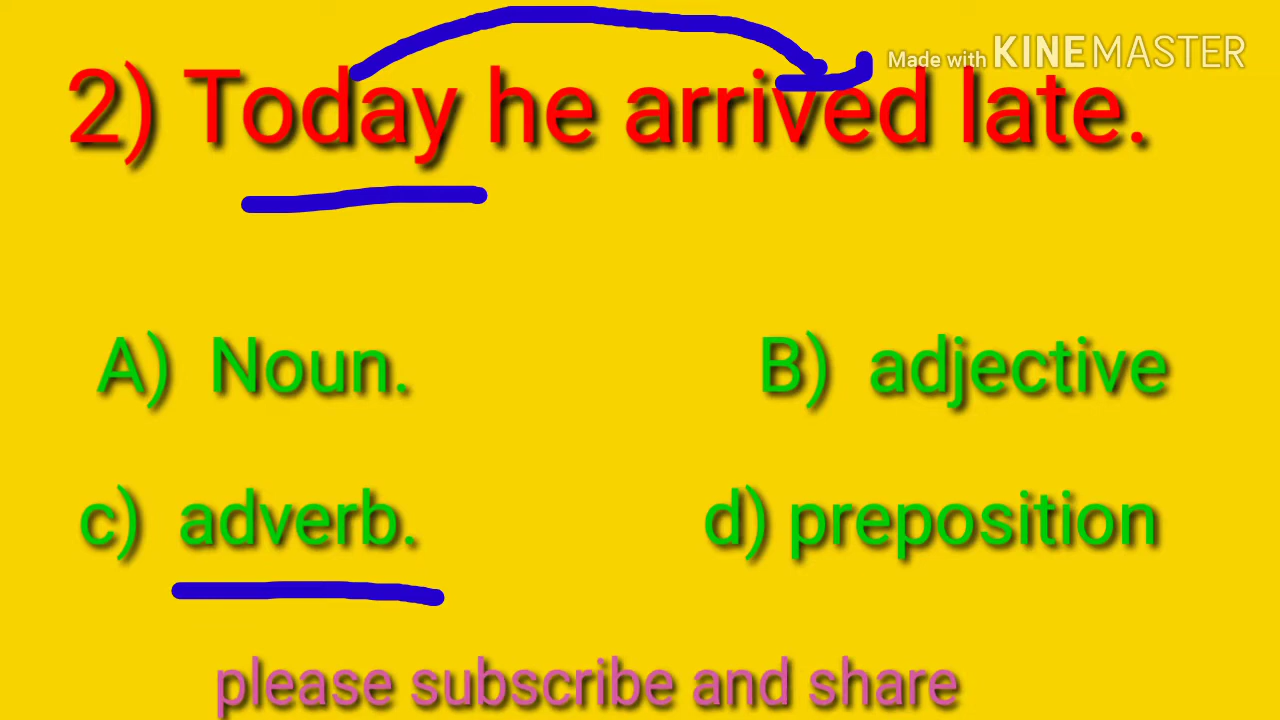 Made with KINEMASTER
2) Today he arrived late.
A) Noun.
B) adjective
c) adverb.
d) preposition
please subscribe and share